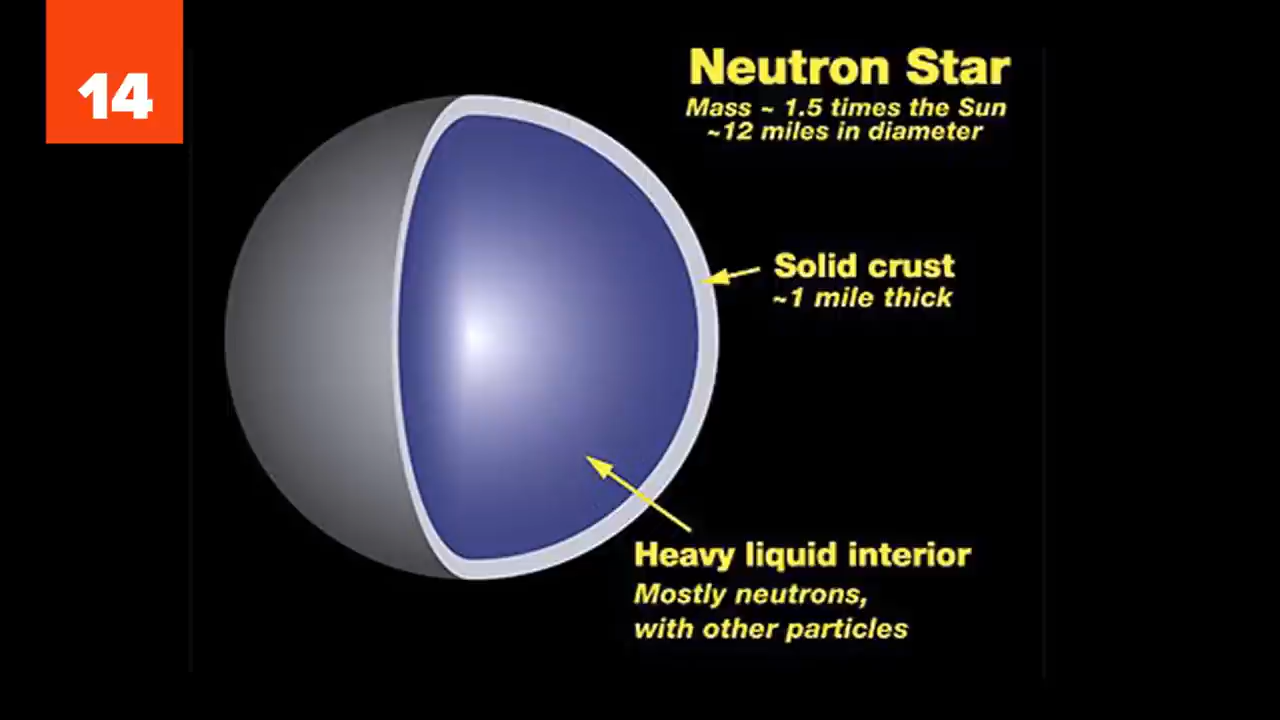 14
Neutron Star
Mass ~ 1.5 times the Sun
~12 miles in diameter
Solid crust
~1 mile thick
Heavy liquid interior
Mostly neutrons,
with other particles